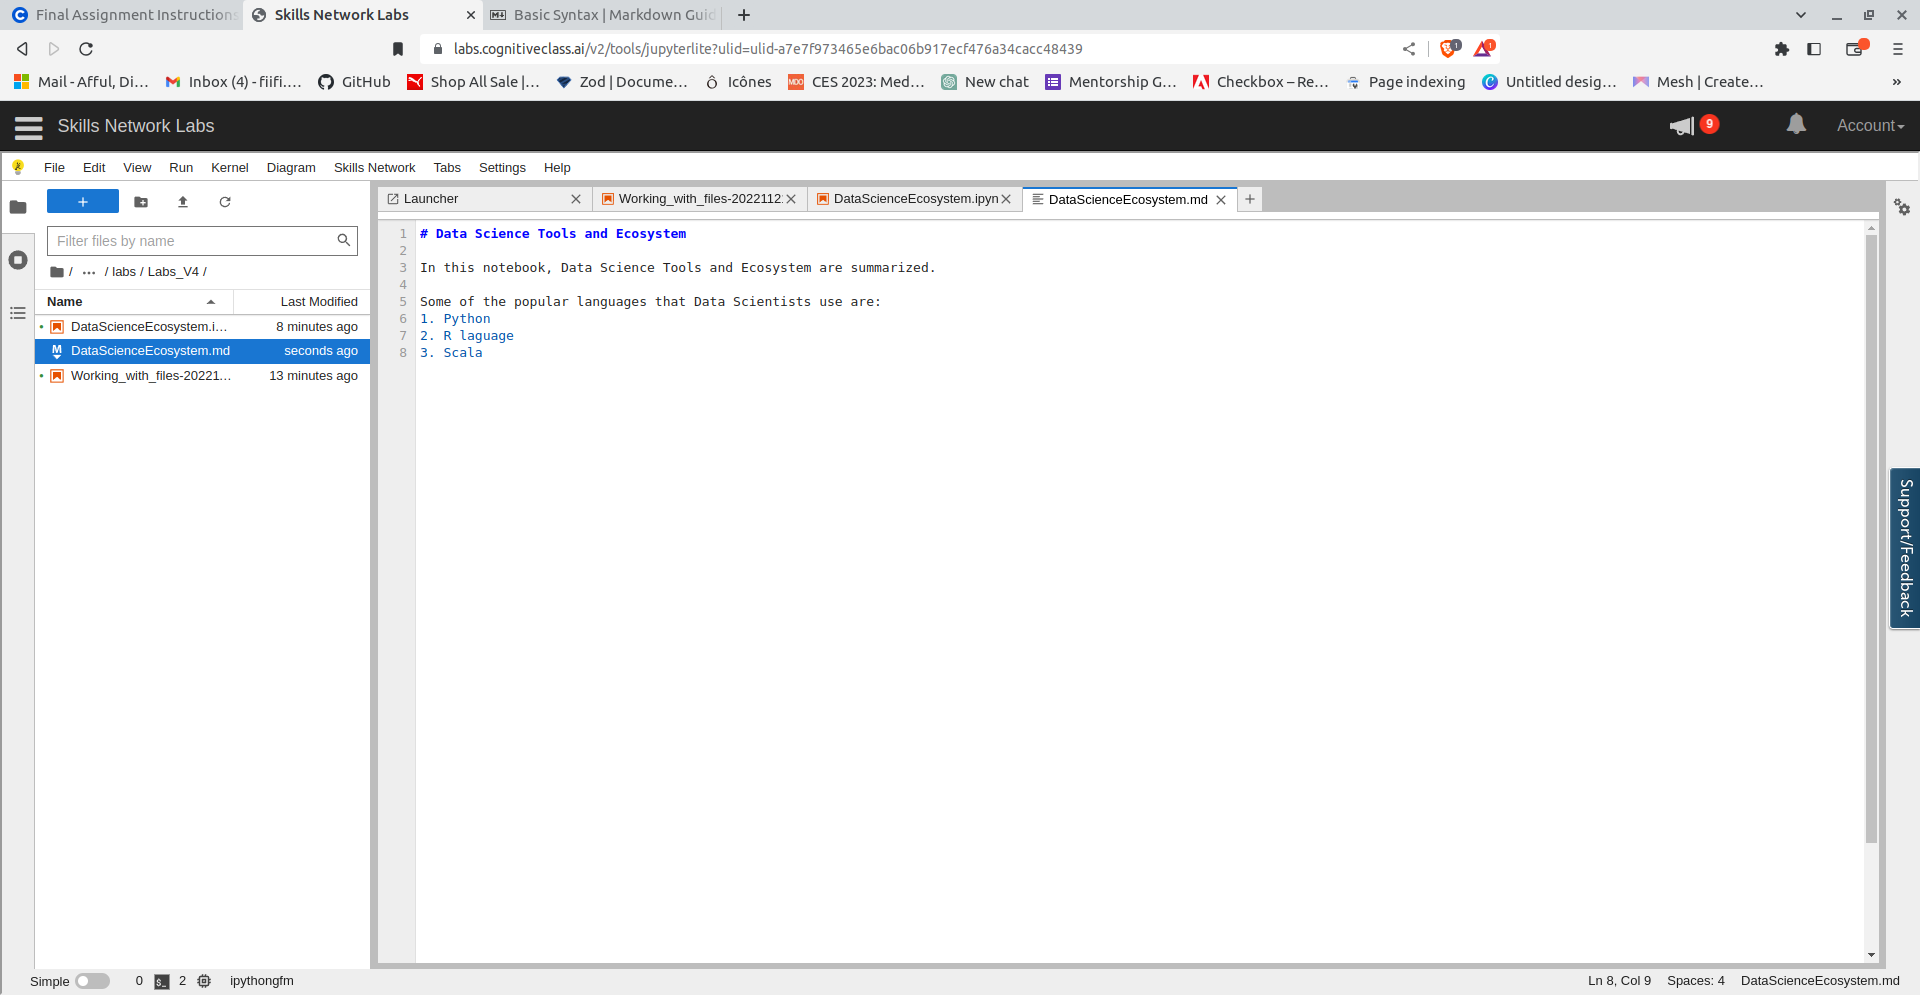 Final Assignment Instructions
Skills Network Labs
Basic Syntax | Markdown Guid
labs.cognitiveclass.ai/v2/tools/jupyterlite?ulid=ulid-a7e7f973465e6bac06b917ecf476a34cacc48439
1
1
Mail - Afful, Di...
Inbox (4) - fiifi....
GitHub
Shop All Sale |...
Zod | Docume...
Icônes
MDO
CES 2023: Med...
New chat
Mentorship G...
Checkbox – Re...
Page indexing
Untitled desig...
Mesh | Create...
»
Skills Network Labs
9
Account
File Edit View Run Kernel Diagram Skills Network Tabs Settings Help
Launcher
Working_with_files-2022112
DataScienceEcosystem.ipyn
DataScienceEcosystem.md
Filter files by name
/ ... / labs / Labs_V4 /
Name Last Modified
DataScienceEcosystem.i... 8 minutes ago
DataScienceEcosystem.md seconds ago
Working_with_files-20221... 13 minutes ago
1 # Data Science Tools and Ecosystem
2
3 In this notebook, Data Science Tools and Ecosystem are summarized.
4
5 Some of the popular languages that Data Scientists use are:
6 1. Python
7 2. R laguage
8 3. Scala
Support/Feedback
Simple 0 $_ 2 ipythongfm
Ln 8, Col 9 Spaces: 4 DataScienceEcosystem.md